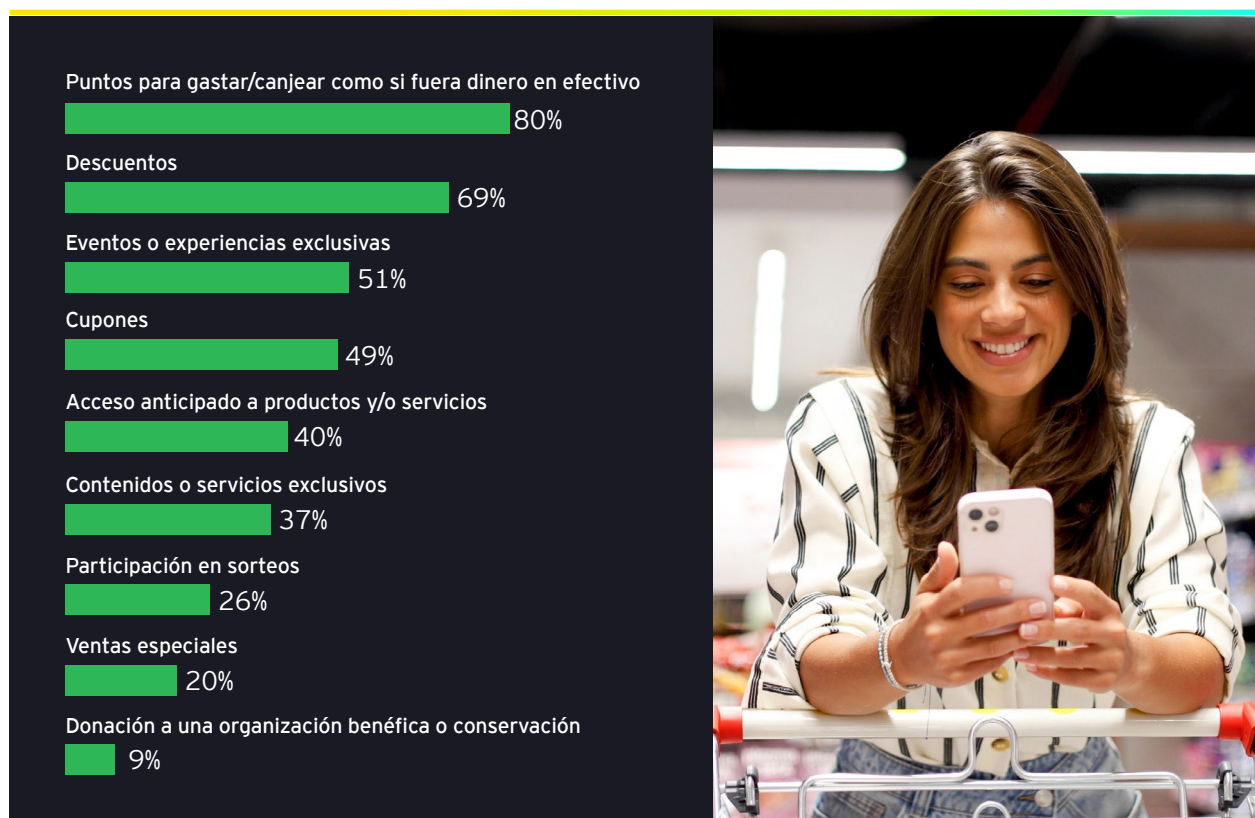 Puntos para gastar/canjear como si fuera dinero en efectivo
80%
Descuentos
69%
Eventos o experiencias exclusivas
51%
Cupones
49%
Acceso anticipado a productos y/o servicios
40%
Contenidos o servicios exclusivos
37%
Participación en sorteos
26%
Ventas especiales
20%
Donación a una organización benéfica o conservación
9%